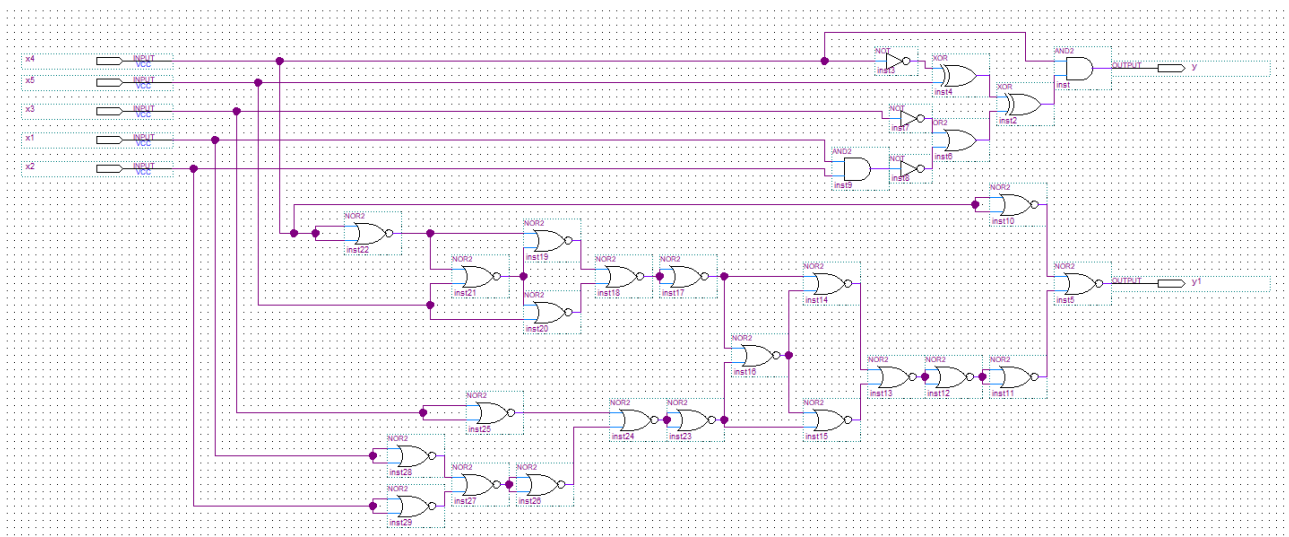 x4 INPUT VCC
x5 INPUT VCC
x3 INPUT VCC
x1 INPUT VCC
x2 INPUT VCC
NOT
inst3
XOR
inst4
AND2
inst
OUTPUT y
XOR
inst2
NOT
inst7
OR2
inst6
AND2
inst9
NOT
inst8
NOR2
inst10
NOR2
inst22
NOR2
inst19
NOR2
inst21
NOR2
inst20
NOR2
inst18
NOR2
inst17
NOR2
inst14
NOR2
inst5
OUTPUT y1
NOR2
inst16
NOR2
inst13
NOR2
inst12
NOR2
inst11
NOR2
inst25
NOR2
inst24
NOR2
inst23
NOR2
inst15
NOR2
inst28
NOR2
inst27
NOR2
inst26
NOR2
inst29